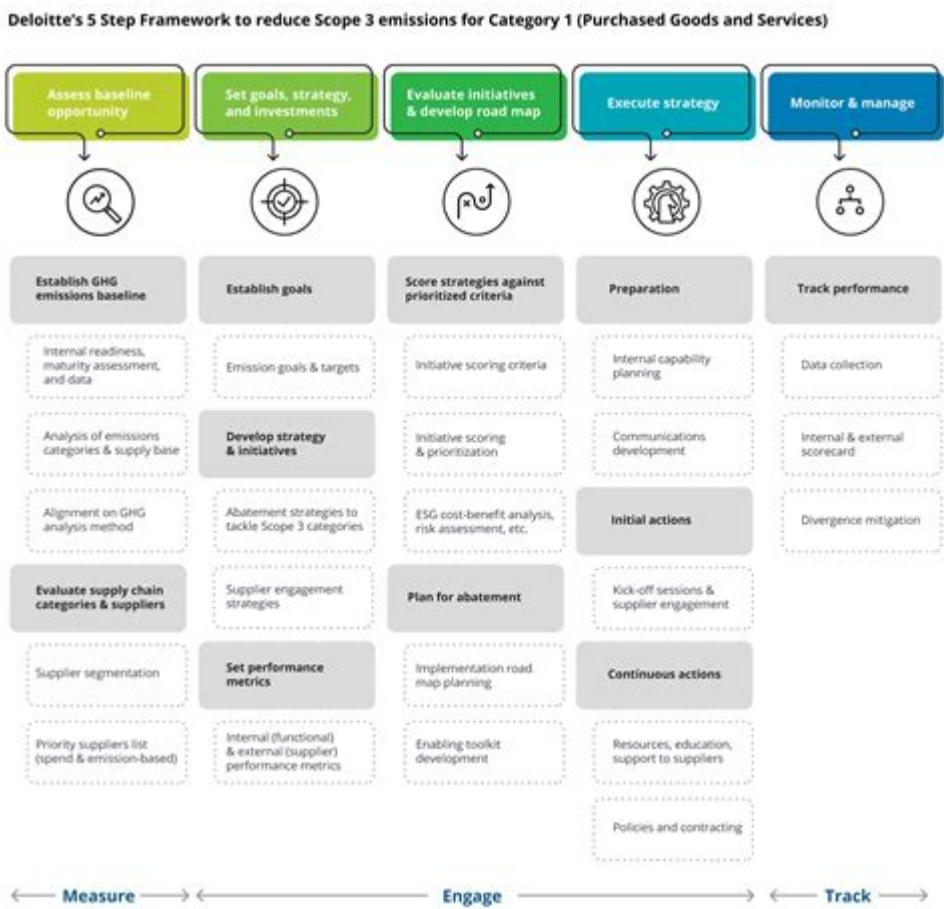 Deloitte's 5 Step Framework to reduce Scope 3 emissions for Category 1 (Purchased Goods and Services)
Assess baseline
opportunity
Establish GHG
emissions baseline
Internal readiness,
maturity assessment,
and data
Analysis of emissions
categories & supply base
Alignment on GHG
analysis method
Evaluate supply chain
categories & suppliers
Supplier segmentation
Priority suppliers list
(spend & emission-based)
Set goals, strategy,
and investments
Establish goals
Emission goals & targets
Develop strategy
& initiatives
Abatement strategies to
tackle Scope 3 categories
Supplier engagement
strategies
Set performance
metrics
Internal (functional)
& external (supplier)
performance metrics
Evaluate initiatives
& develop road map
Score strategies against
prioritized criteria
Initiative scoring criteria
Initiative scoring
& prioritization
ESG cost-benefit analysis,
risk assessment, etc.
Plan for abatement
Implementation road
map planning
Enabling toolkit
development
Execute strategy
Preparation
Internal capability
planning
Communications
development
Initial actions
Kick-off sessions &
supplier engagement
Continuous actions
Resources, education,
support to suppliers
Policies and contracting
Monitor & manage
Track performance
Data collection
Internal & external
scorecard
Divergence mitigation
Measure
Engage
Track